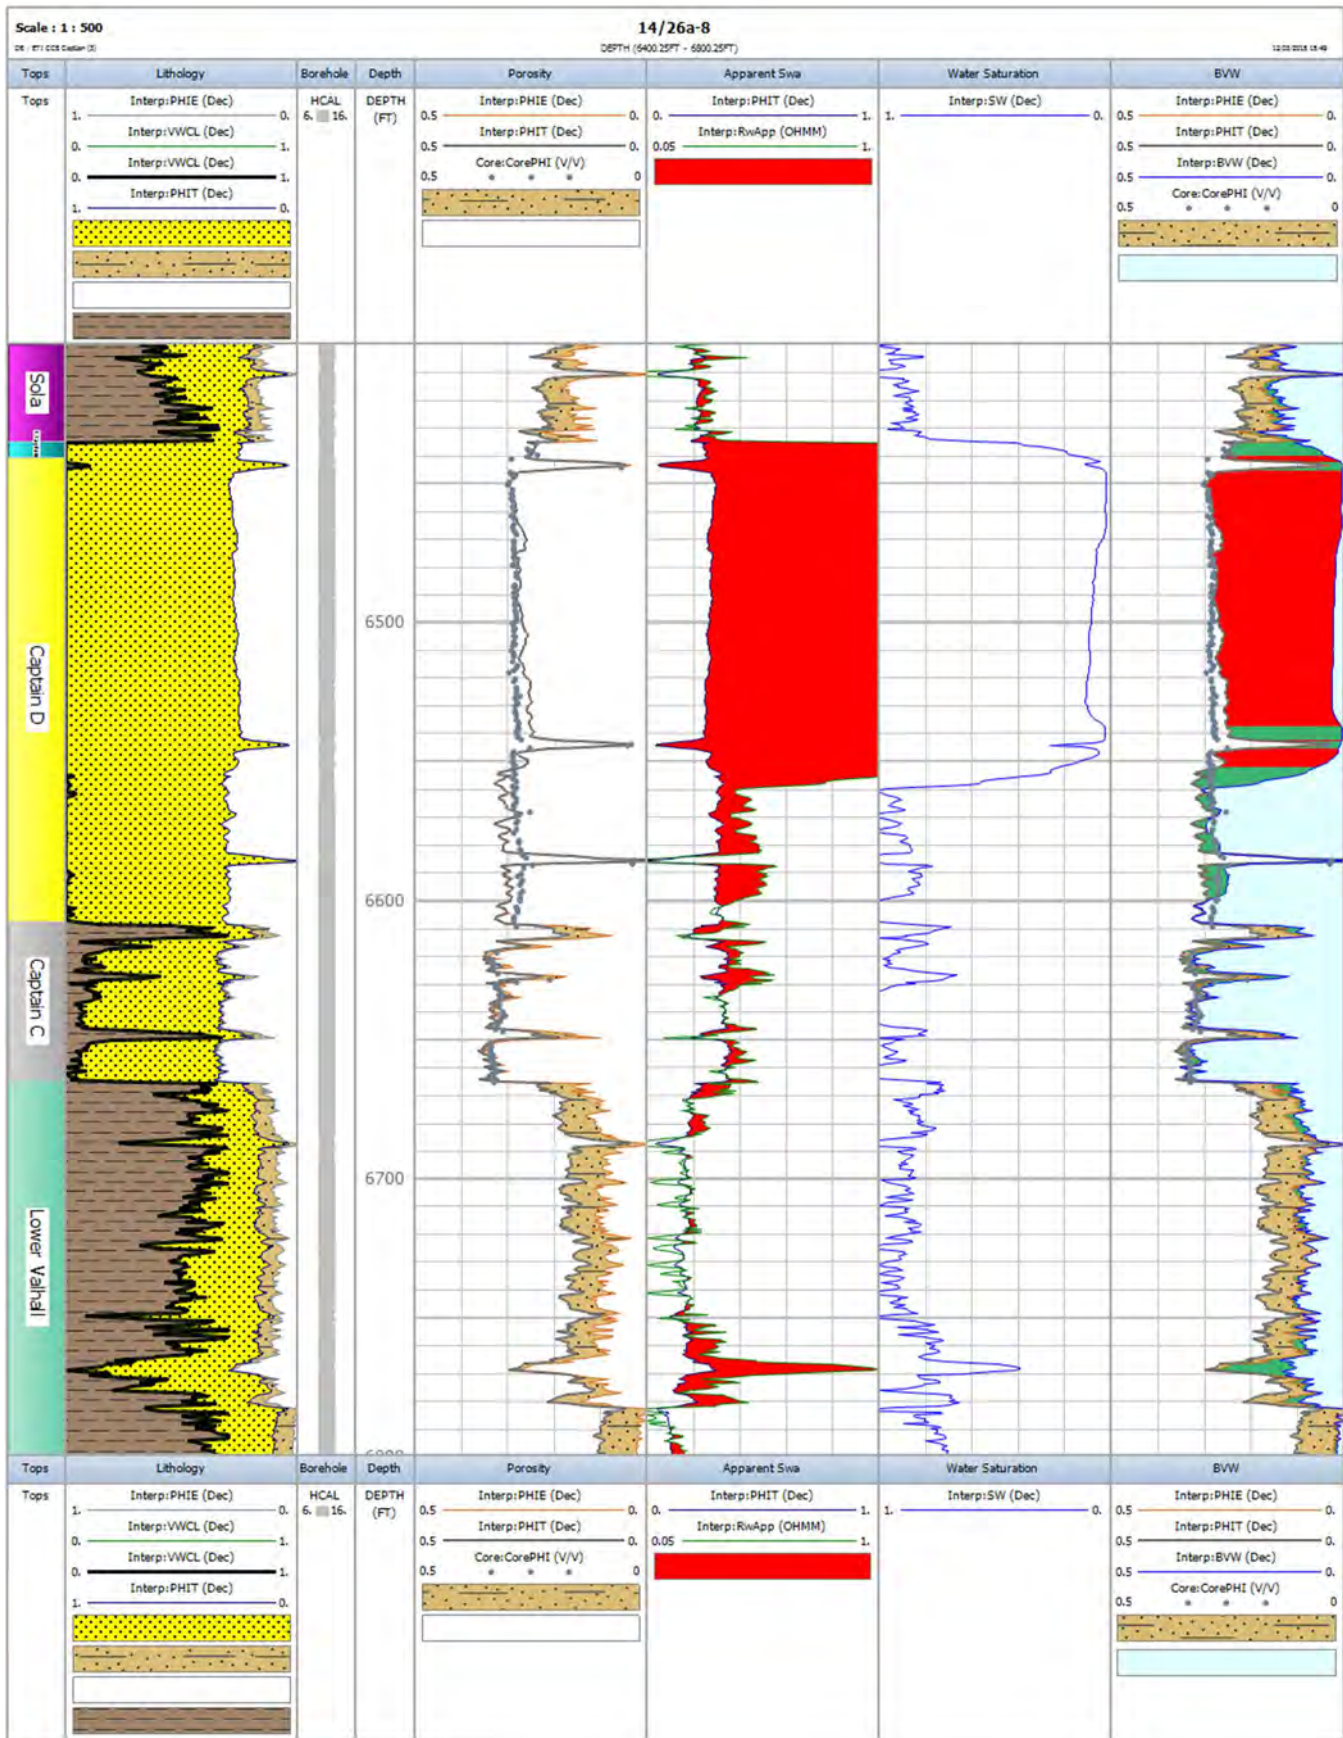 Scale : 1 : 500
14/26a-8
DEPTH (6400.25FT - 6800.25FT)
Tops Lithology Borehole Depth Porosity Apparent Swa Water Saturation BVW
Tops
Interp:PHIE (Dec)
1. 0.
Interp:VWCL (Dec)
0. 1.
Interp:VWCL (Dec)
0. 1.
Interp:PHIT (Dec)
1. 0.
HCAL
6. 16.
DEPTH
(FT)
Interp:PHIE (Dec)
0.5 0.
Interp:PHIT (Dec)
0.5 0.
Core:CorePHI (V/V)
0.5 0
Interp:PHIT (Dec)
0. 1.
Interp:RwApp (OHMM)
0.05 1.
Interp:SW (Dec)
1. 0.
Interp:PHIE (Dec)
0.5 0.
Interp:PHIT (Dec)
0.5 0.
Interp:BVW (Dec)
0.5 0.
Core:CorePHI (V/V)
0.5 0
Sola
Captain D
Captain C
Lower Valhall
6500
6600
6700
6800
Tops Lithology Borehole Depth Porosity Apparent Swa Water Saturation BVW
Tops
Interp:PHIE (Dec)
1. 0.
Interp:VWCL (Dec)
0. 1.
Interp:VWCL (Dec)
0. 1.
Interp:PHIT (Dec)
1. 0.
HCAL
6. 16.
DEPTH
(FT)
Interp:PHIE (Dec)
0.5 0.
Interp:PHIT (Dec)
0.5 0.
Core:CorePHI (V/V)
0.5 0
Interp:PHIT (Dec)
0. 1.
Interp:RwApp (OHMM)
0.05 1.
Interp:SW (Dec)
1. 0.
Interp:PHIE (Dec)
0.5 0.
Interp:PHIT (Dec)
0.5 0.
Interp:BVW (Dec)
0.5 0.
Core:CorePHI (V/V)
0.5 0